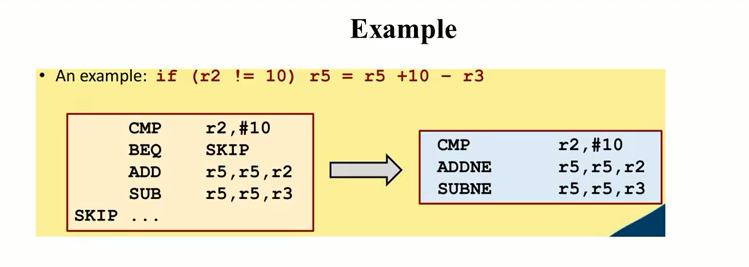 Example
• An example: if (r2 != 10) r5 = r5 +10 - r3
CMP r2,#10
BEQ SKIP
ADD r5,r5,r2
SUB r5,r5,r3
SKIP ...
CMP r2,#10
ADDNE r5,r5,r2
SUBNE r5,r5,r3